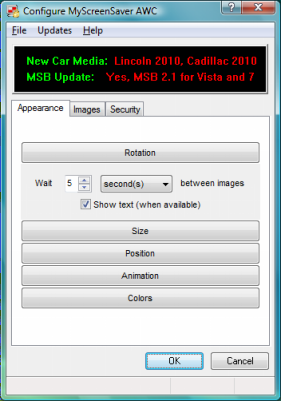 Configure MyScreenSaver AWC
File Updates Help
New Car Media: Lincoln 2010, Cadillac 2010
MSB Update: Yes, MSB 2.1 for Vista and 7
Appearance Images Security
Rotation
Wait 5 second(s) between images
Show text (when available)
Size
Position
Animation
Colors
OK Cancel